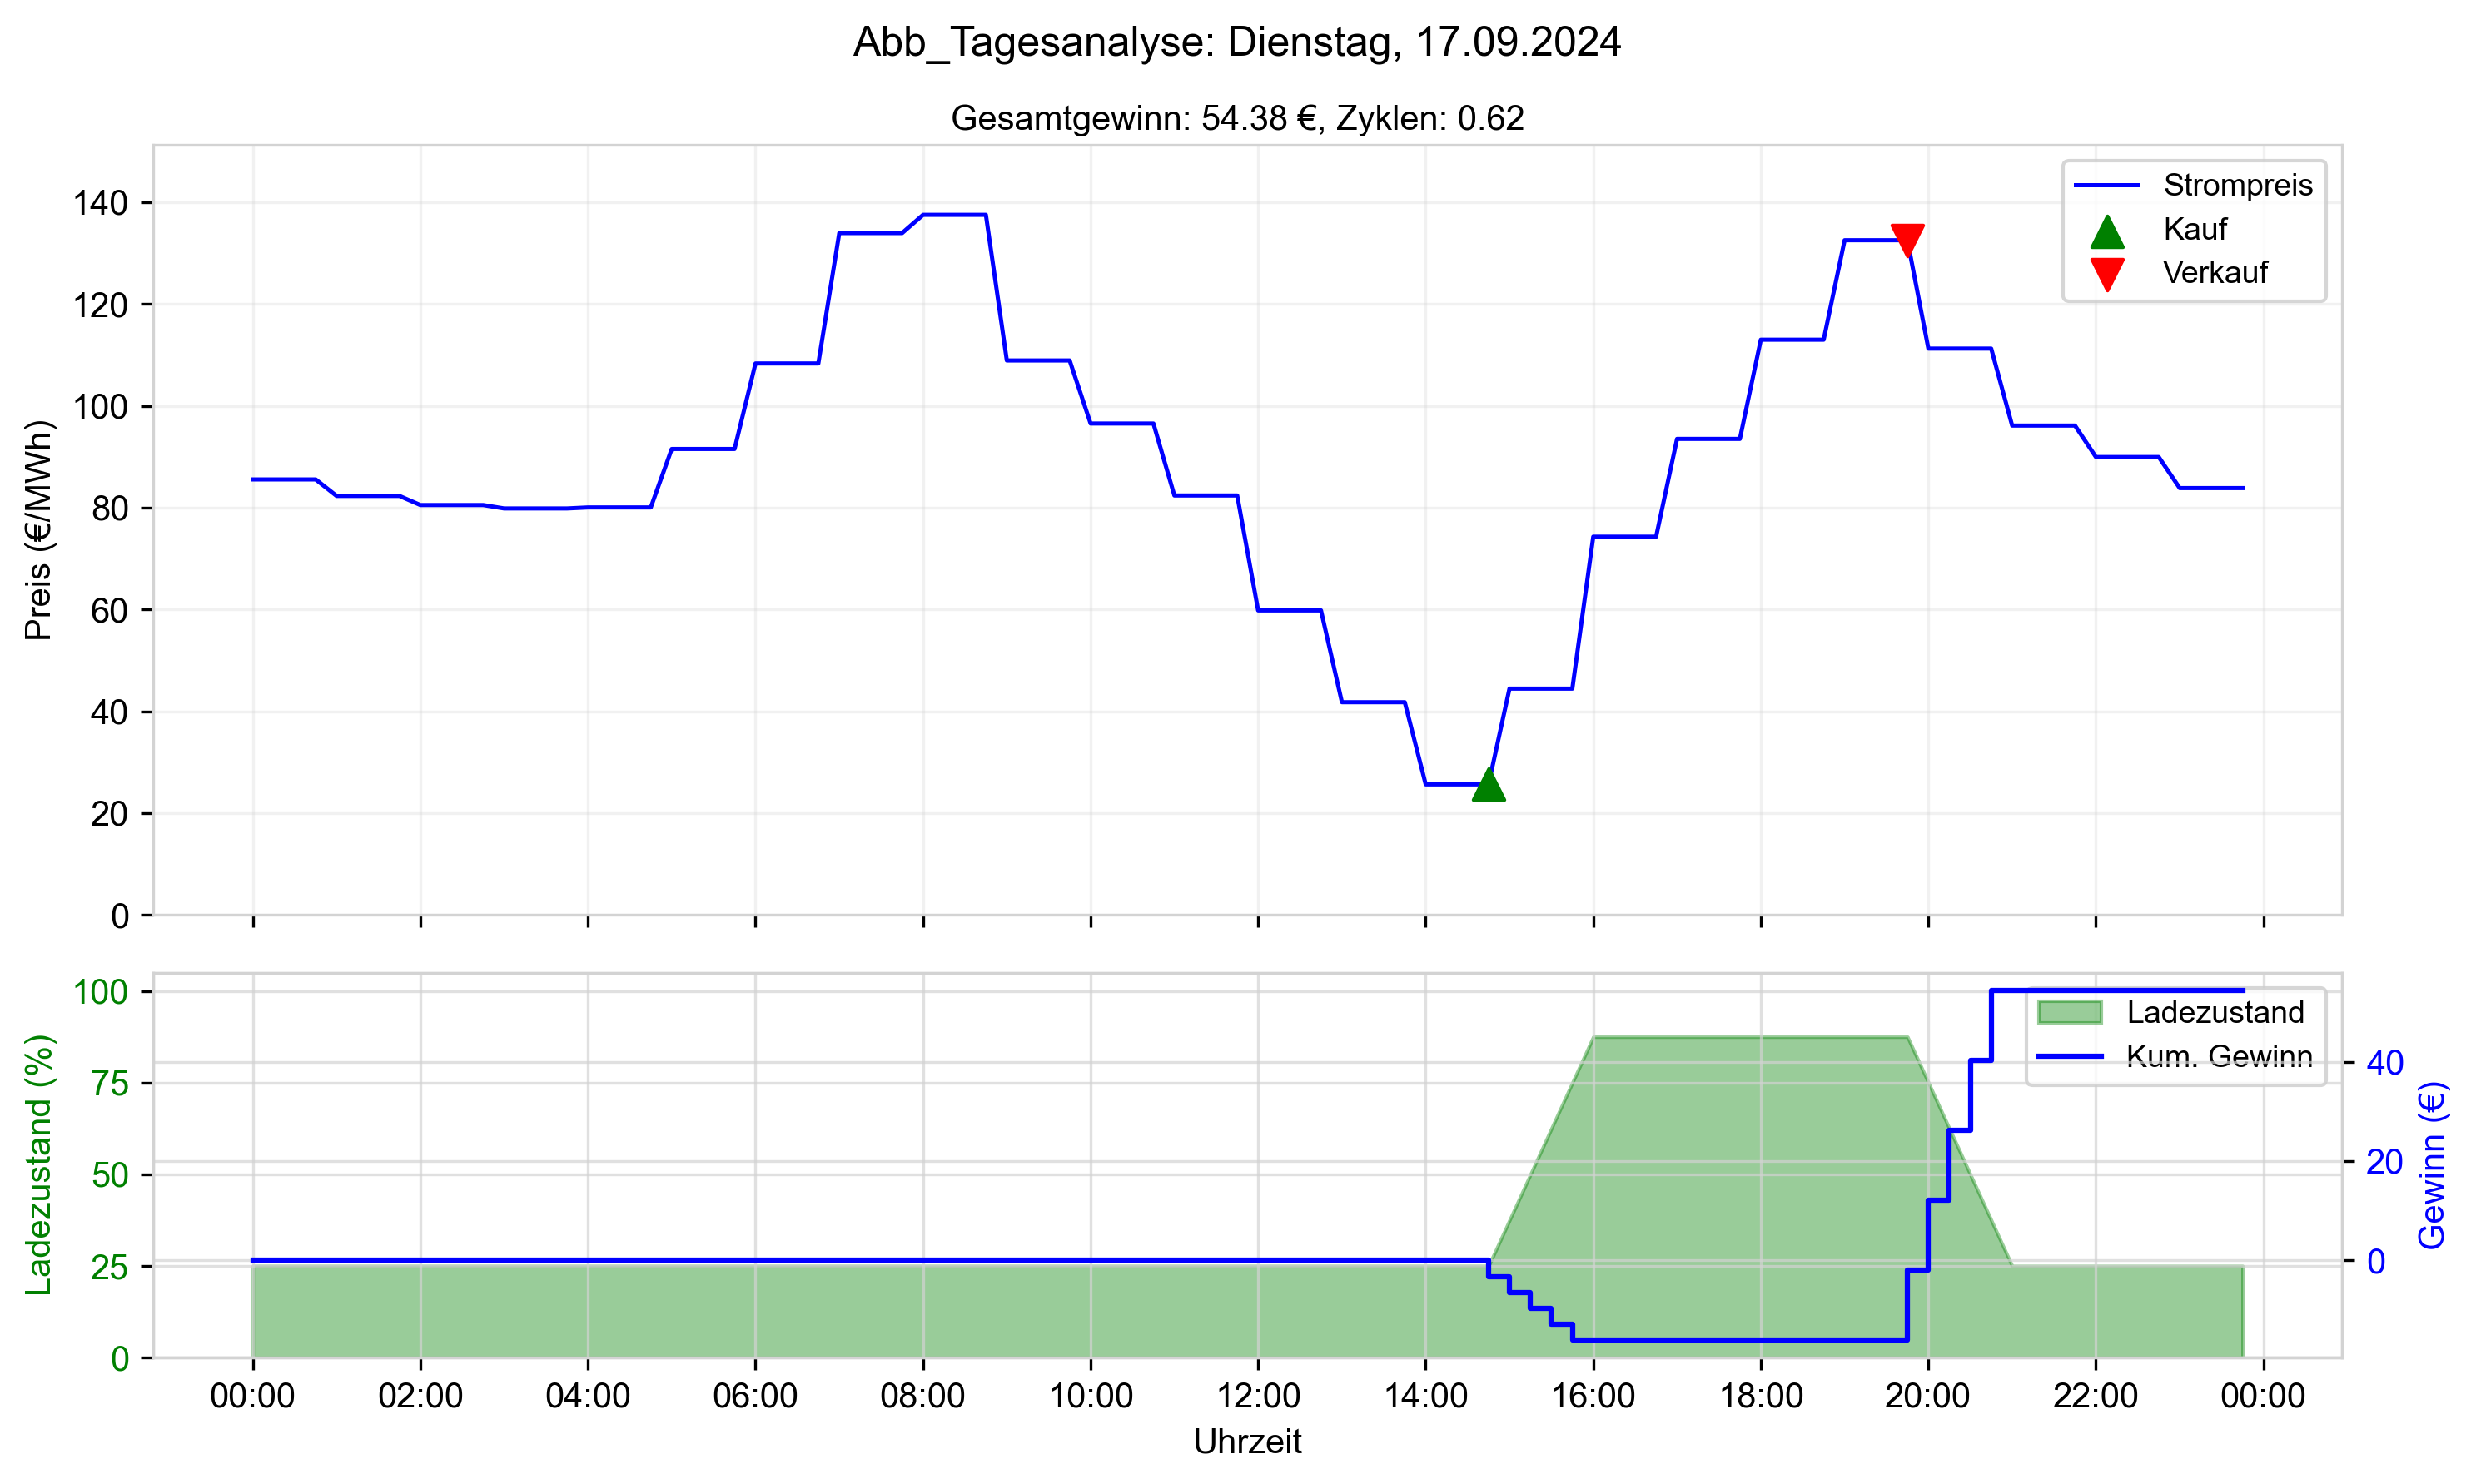 Abb_Tagesanalyse: Dienstag, 17.09.2024
Gesamtgewinn: 54.38 €, Zyklen: 0.62
Preis (€/MWh)
140
120
100
80
60
40
20
0
Strompreis
Kauf
Verkauf
Ladezustand (%)
100
75
50
25
0
Ladezustand
Kum. Gewinn
40
20
0
Gewinn (€)
00:00 02:00 04:00 06:00 08:00 10:00 12:00 14:00 16:00 18:00 20:00 22:00 00:00
Uhrzeit